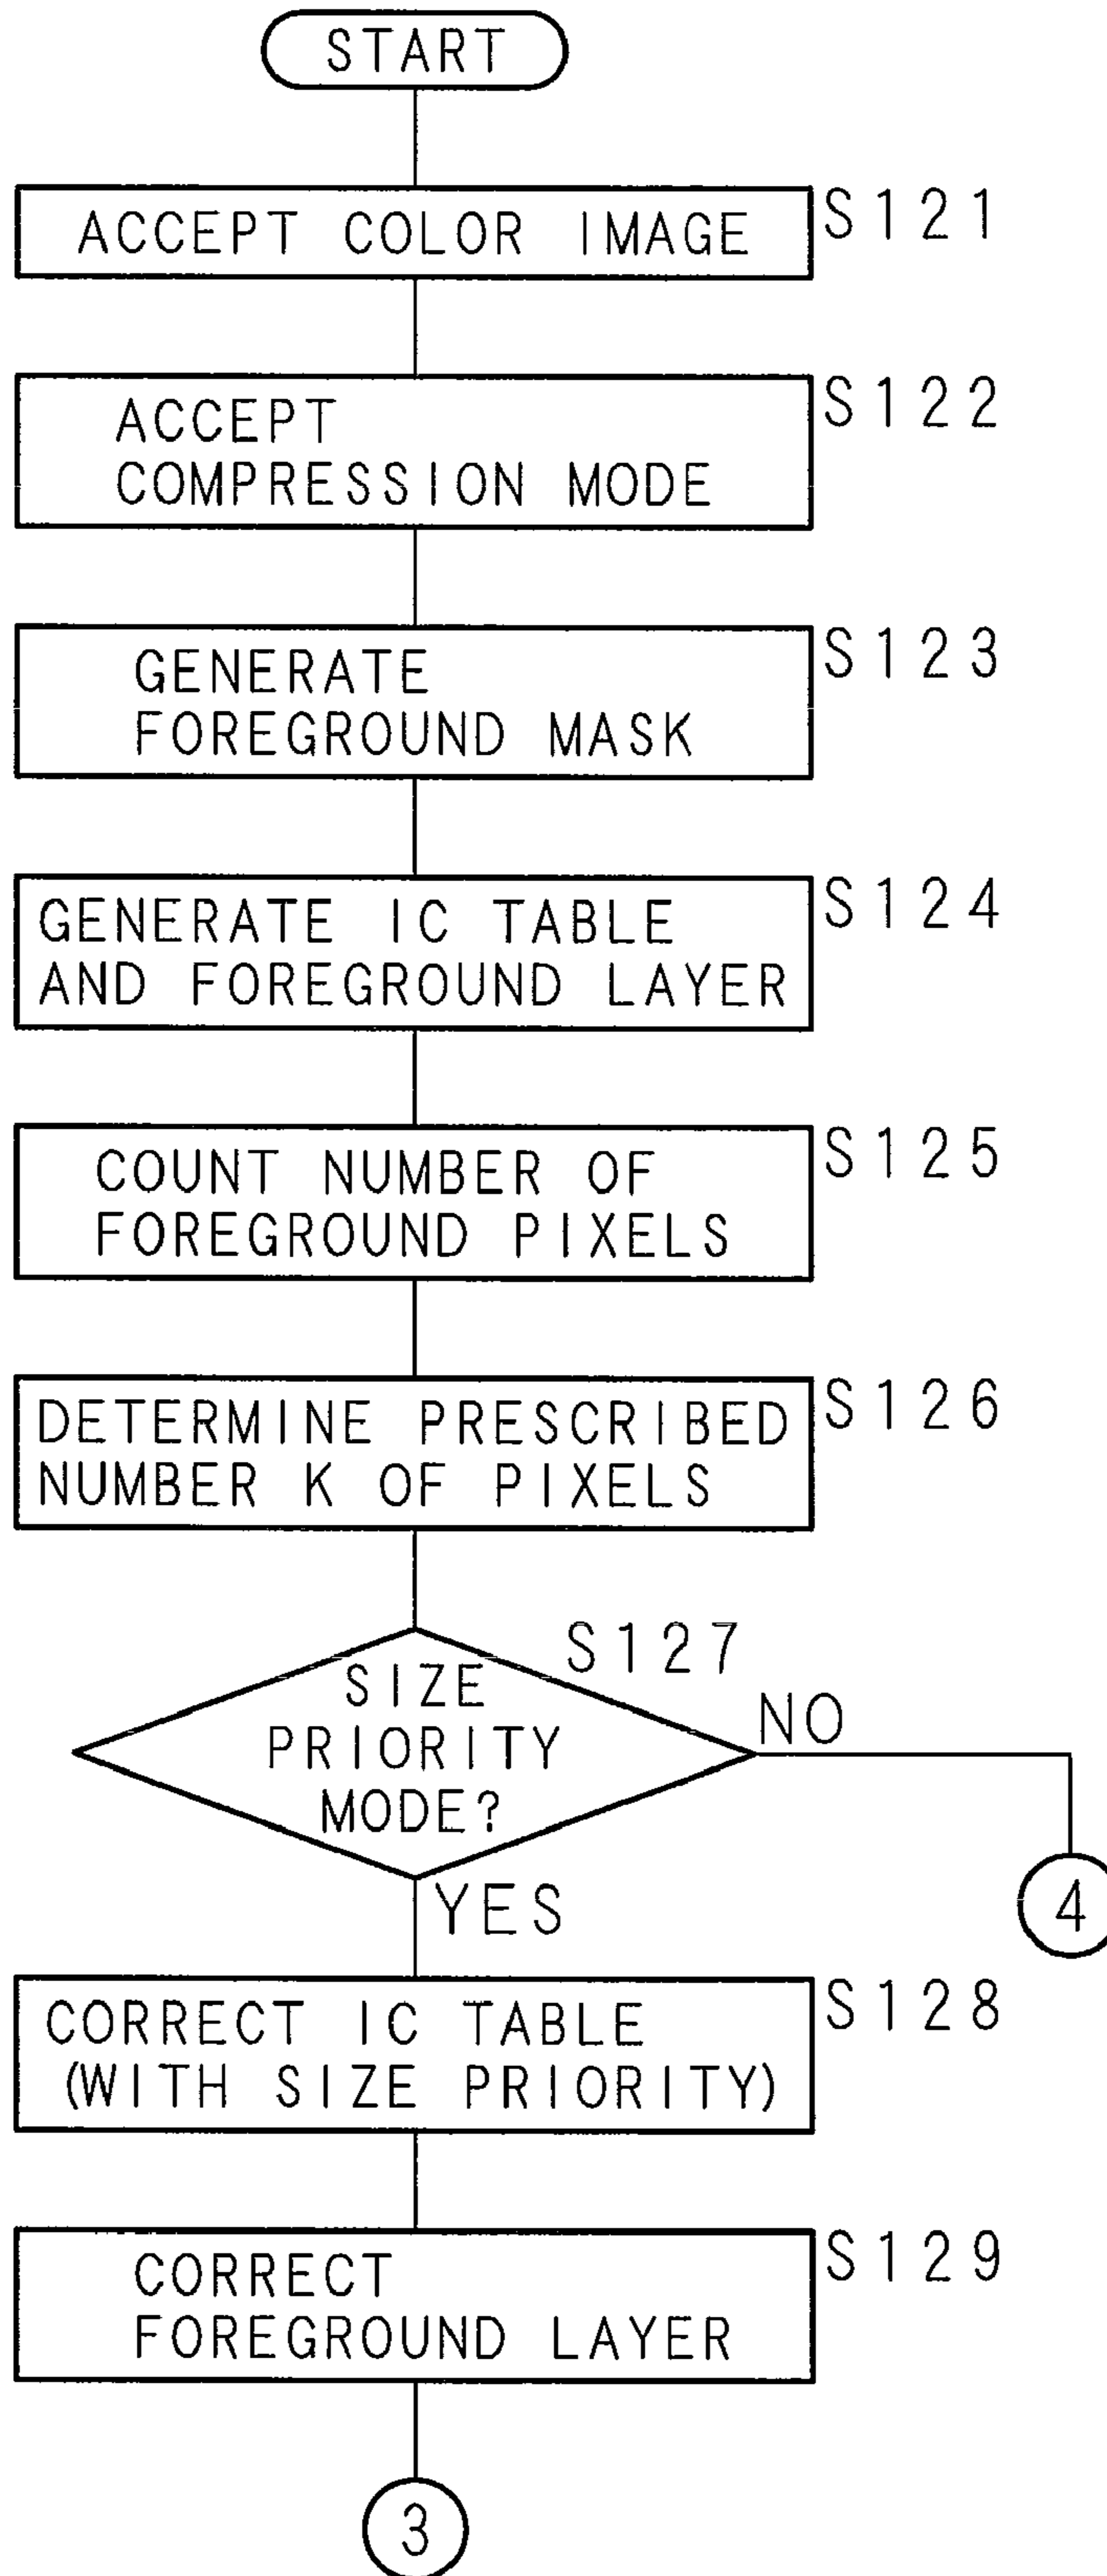 START
ACCEPT COLOR IMAGE S121
ACCEPT S122
COMPRESSION MODE
GENERATE S123
FOREGROUND MASK
GENERATE IC TABLE S124
AND FOREGROUND LAYER
COUNT NUMBER OF S125
FOREGROUND PIXELS
DETERMINE PRESCRIBED S126
NUMBER K OF PIXELS
S127
SIZE
PRIORITY
MODE?
NO
4
YES
CORRECT IC TABLE S128
(WITH SIZE PRIORITY)
CORRECT S129
FOREGROUND LAYER
3